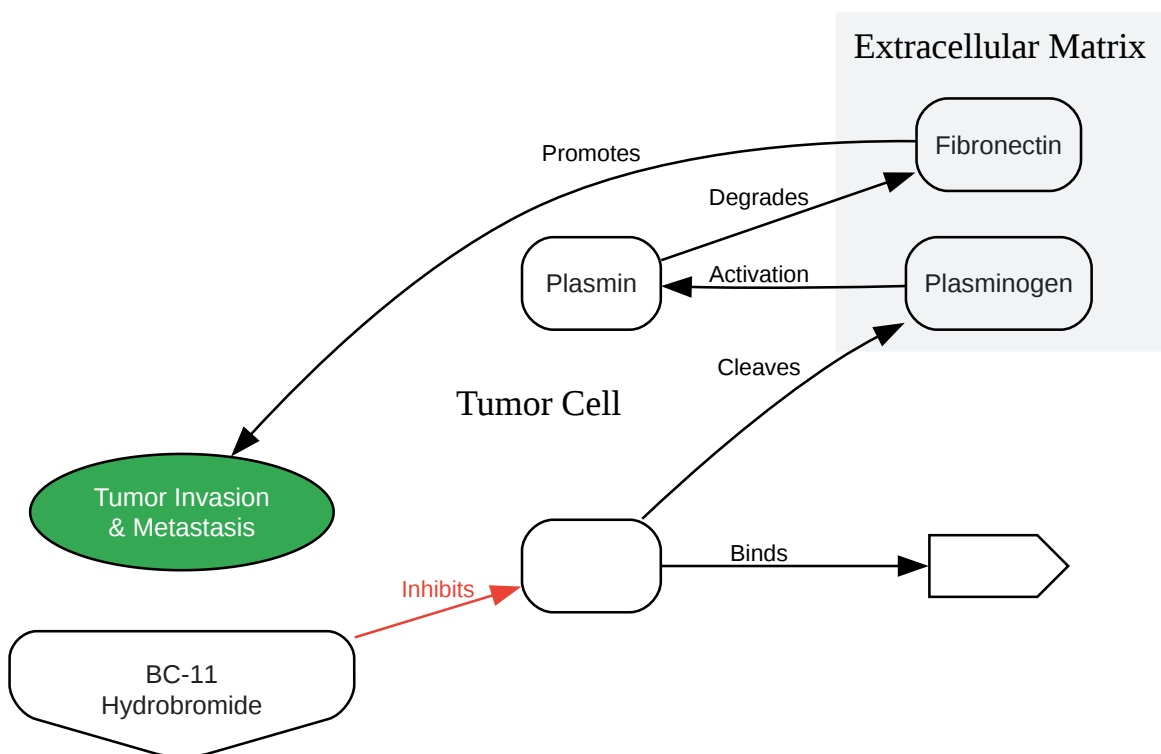 Extracellular Matrix
Fibronectin
Promotes
Degrades
Plasmin
Activation
Plasminogen
Cleaves
Tumor Cell
Tumor Invasion
& Metastasis
Binds
Inhibits
BC-11
Hydrobromide